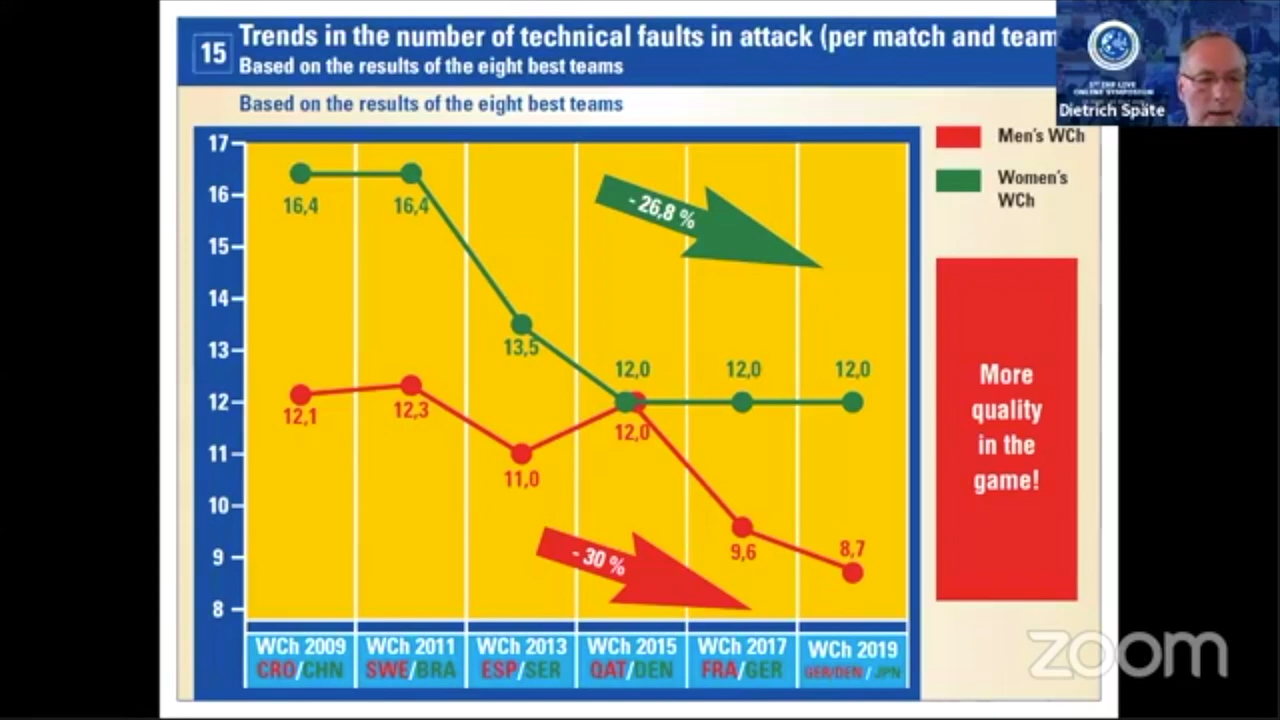 15
Trends in the number of technical faults in attack (per match and team
Based on the results of the eight best teams
Based on the results of the eight best teams
Dietrich Späte
Men's WCh
Women's
WCh
17
16
15
14
13
12
11
10
9
8
16,4
16,4
13,5
12,0
12,0
12,0
12,1
12,3
11,0
12,0
9,6
8,7
- 26,8 %
- 30 %
More
quality
in the
game!
WCh 2009
CRO/CHN
WCh 2011
SWE/BRA
WCh 2013
ESP/SER
WCh 2015
QAT/DEN
WCh 2017
FRA/GER
WCh 2019
GER/DEN / JPN
zoom